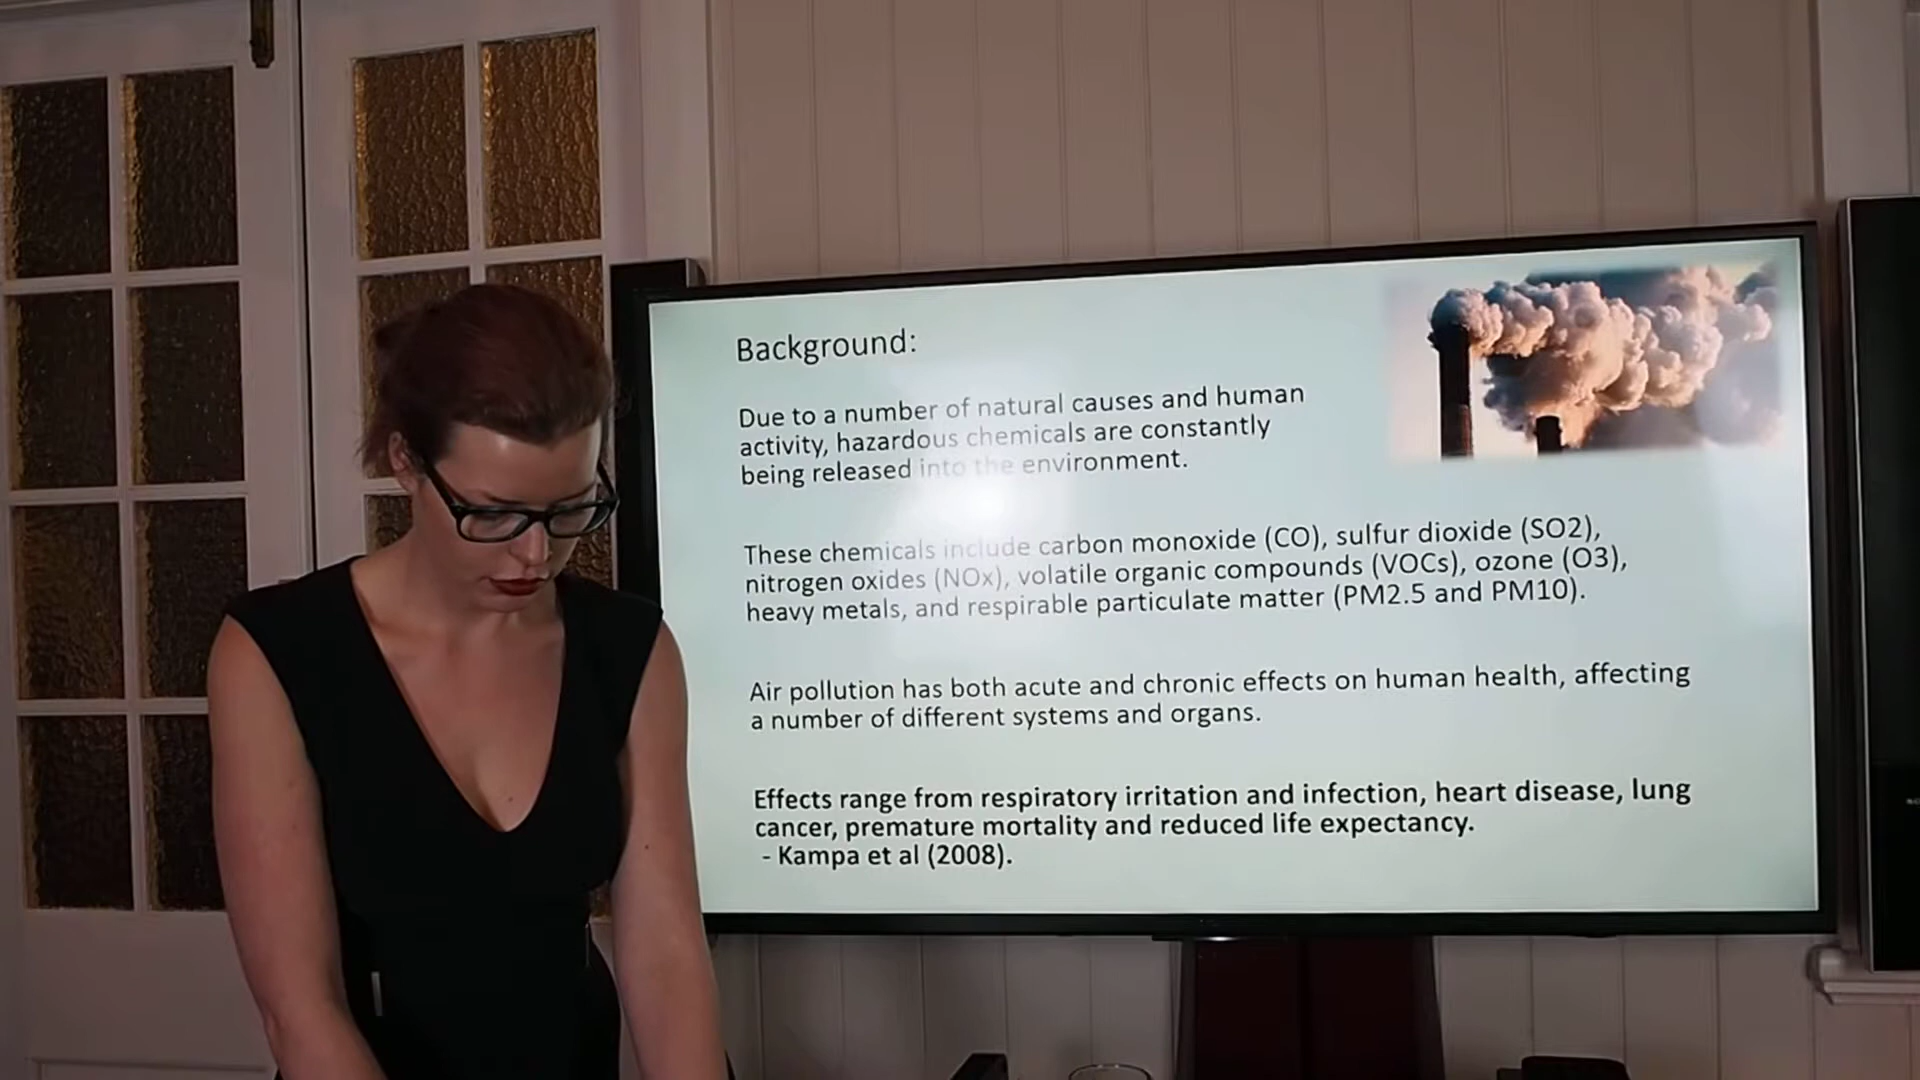 Background:
Due to a number of natural causes and human
activity, hazardous chemicals are constantly
being released into the environment.
These chemicals include carbon monoxide (CO), sulfur dioxide (SO2),
nitrogen oxides (NOx), volatile organic compounds (VOCs), ozone (O3),
heavy metals, and respirable particulate matter (PM2.5 and PM10).
Air pollution has both acute and chronic effects on human health, affecting
a number of different systems and organs.
Effects range from respiratory irritation and infection, heart disease, lung
cancer, premature mortality and reduced life expectancy.
- Kampa et al (2008).